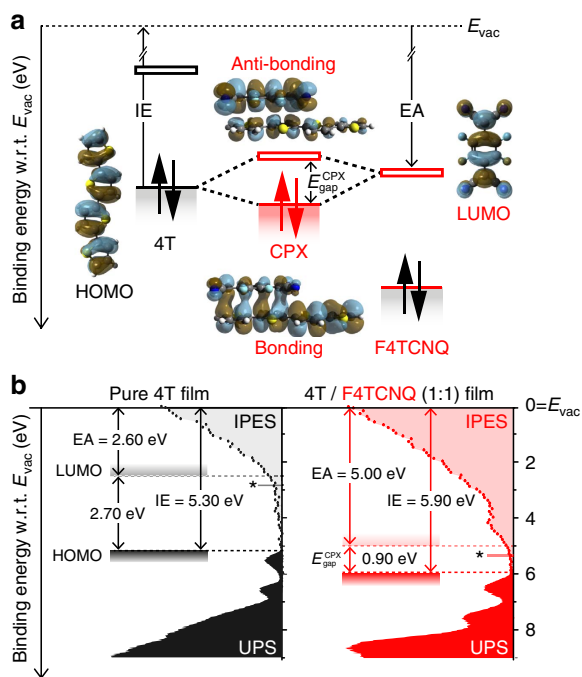 a
E_vac
Binding energy w.r.t. E_vac (eV)
Anti-bonding
IE
EA
E_gap^CPX
HOMO
4T
CPX
LUMO
Bonding
F4TCNQ
b
Binding energy w.r.t. E_vac (eV)
Pure 4T film
4T / F4TCNQ (1:1) film
0=E_vac
IPES
IPES
EA = 2.60 eV
EA = 5.00 eV
2
LUMO
*
IE = 5.30 eV
IE = 5.90 eV
2.70 eV
4
HOMO
E_gap^CPX
0.90 eV
*
6
8
UPS
UPS